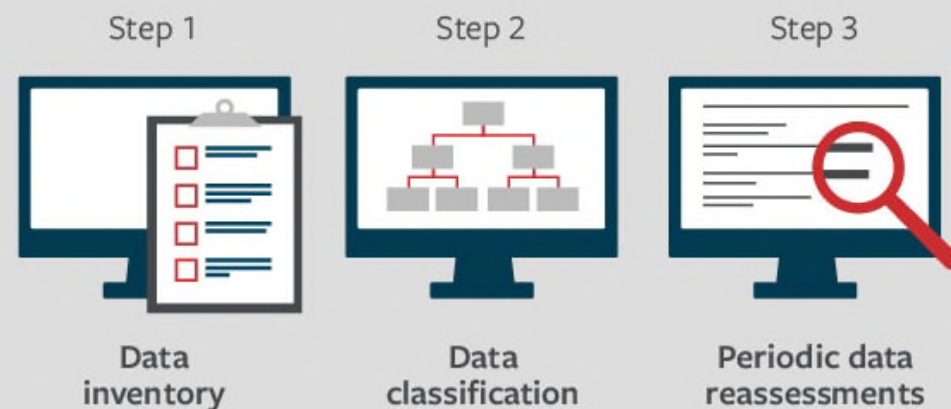 Step 1
Step 2
Step 3
Data
inventory
Data
classification
Periodic data
reassessments